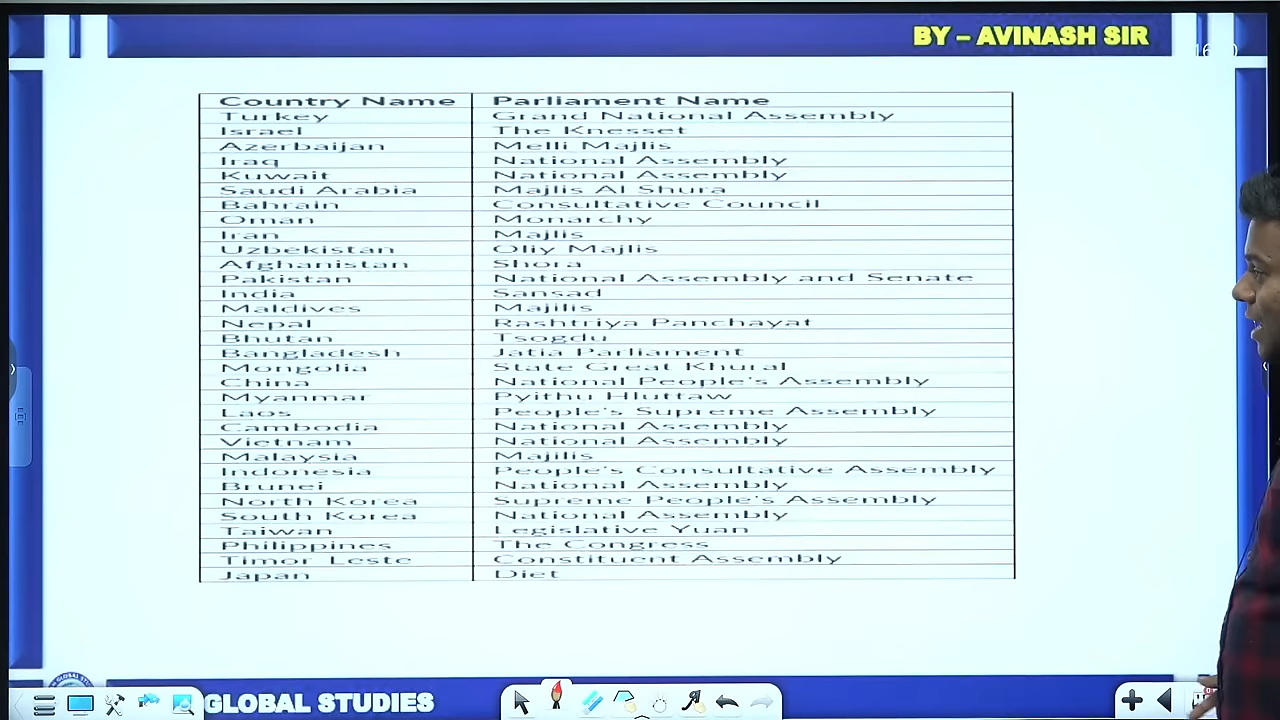 BY – AVINASH SIR
Country Name Parliament Name
Turkey Grand National Assembly
Israel The Knesset
Azerbaijan Melli Majlis
Iraq National Assembly
Kuwait National Assembly
Saudi Arabia Majlis Al Shura
Bahrain Consultative Council
Oman Monarchy
Iran Majlis
Uzbekistan Oliy Majlis
Afghanistan Shora
Pakistan National Assembly and Senate
India Sansad
Maldives Majilis
Nepal Rashtriya Panchayat
Bhutan Tsogdu
Bangladesh Jatia Parliament
Mongolia State Great Khural
China National People's Assembly
Myanmar Pyithu Hluttaw
Laos People's Supreme Assembly
Cambodia National Assembly
Vietnam National Assembly
Malaysia Majilis
Indonesia People's Consultative Assembly
Brunei National Assembly
North Korea Supreme People's Assembly
South Korea National Assembly
Taiwan Legislative Yuan
Philippines The Congress
Timor Leste Constituent Assembly
Japan Diet
GLOBAL STUDIES